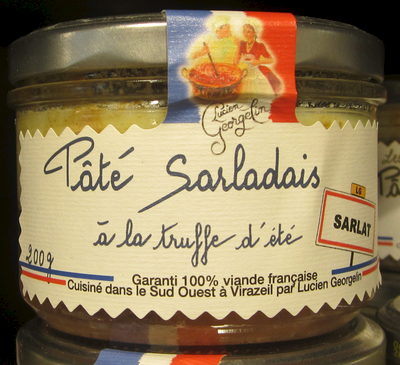 Lucien
Georgelin
Pâté Sarladais
à la truffe d'été
LG
SARLAT
200g
Garanti 100% viande française
Cuisiné dans le Sud Ouest à Virazeil par Lucien Georgelin